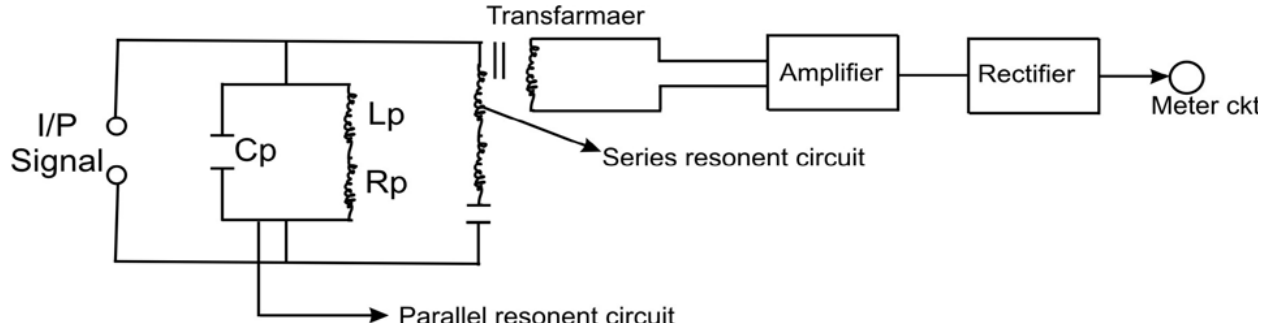 Transfarmaer
Amplifier
Rectifier
Meter ckt
I/P
Signal
Cp
Lp
Rp
Series resonent circuit
Parallel resonent circuit